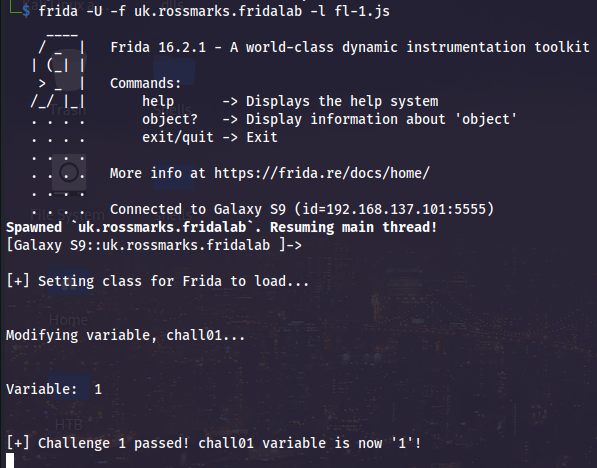 $ frida -U -f uk.rossmarks.fridalab -l fl-1.js
____
/ _  |   Frida 16.2.1 - A world-class dynamic instrumentation toolkit
| (_| |
> _  |   Commands:
/_/ |_|       help      -> Displays the help system
. . . .       object?   -> Display information about 'object'
. . . .       exit/quit -> Exit
. . . .
. . . .   More info at https://frida.re/docs/home/
. . . .
. . . .   Connected to Galaxy S9 (id=192.168.137.101:5555)
Spawned `uk.rossmarks.fridalab`. Resuming main thread!
[Galaxy S9::uk.rossmarks.fridalab ]->
[+] Setting class for Frida to load...
Home
Modifying variable, chall01...
Variable:  1
HTB
[+] Challenge 1 passed! chall01 variable is now '1'!